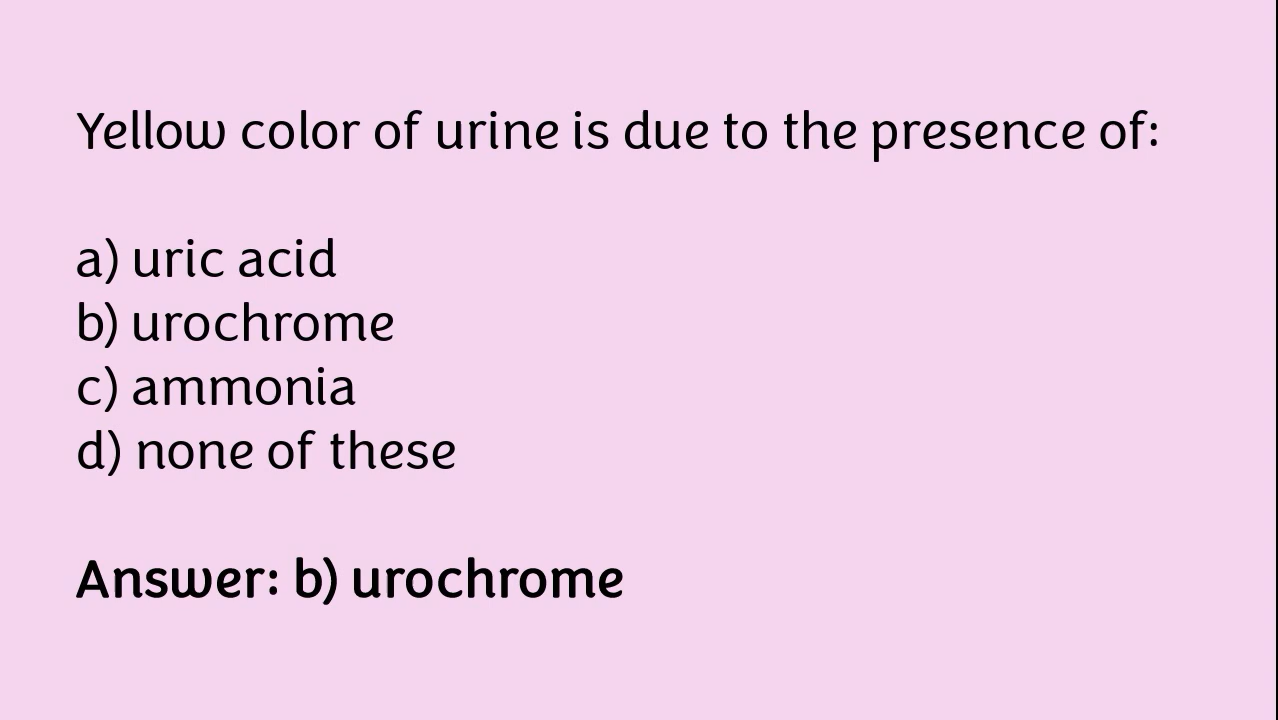 Yellow color of urine is due to the presence of:
a) uric acid
b) urochrome
c) ammonia
d) none of these
Answer: b) urochrome